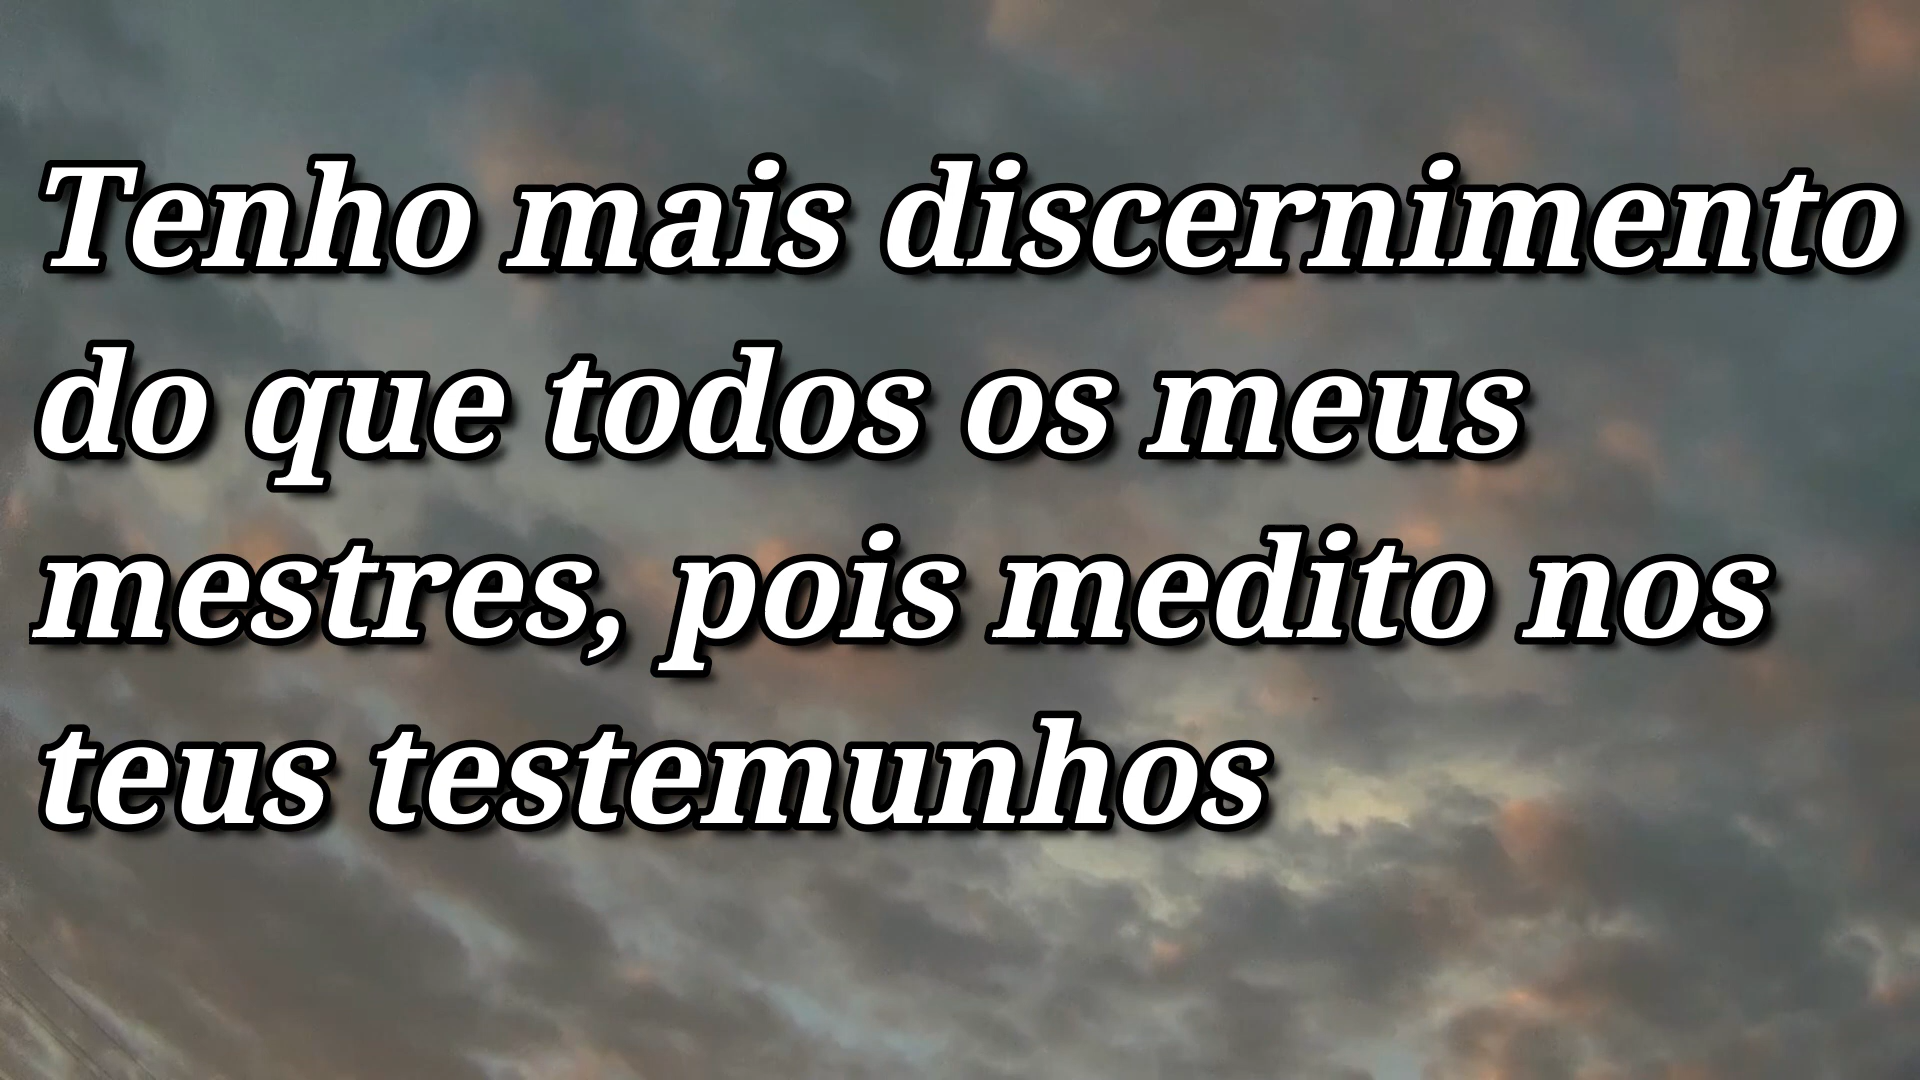 Tenho mais discernimento
do que todos os meus
mestres, pois medito nos
teus testemunhos